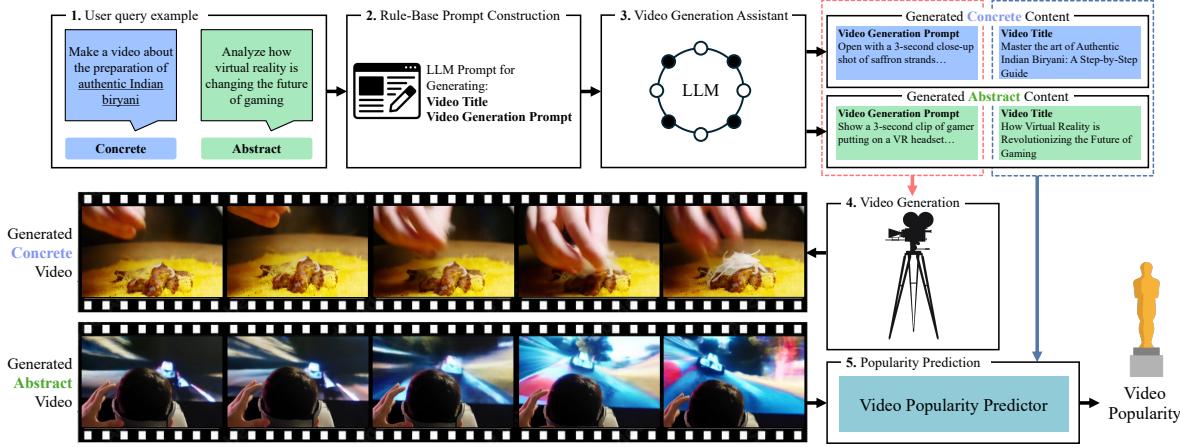 1. User query example
Make a video about
the preparation of
authentic Indian
biryani
Concrete
Analyze how
virtual reality is
changing the future
of gaming
Abstract
2. Rule-Base Prompt Construction
LLM Prompt for
Generating:
Video Title
Video Generation Prompt
3. Video Generation Assistant
LLM
Generated Concrete Content
Video Generation Prompt
Open with a 3-second close-up
shot of saffron strands…
Video Title
Master the art of Authentic
Indian Biryani: A Step-by-Step
Guide
Generated Abstract Content
Video Generation Prompt
Show a 3-second clip of gamer
putting on a VR headset…
Video Title
How Virtual Reality is
Revolutionizing the Future of
Gaming
4. Video Generation
Generated
Concrete
Video
Generated
Abstract
Video
5. Popularity Prediction
Video Popularity Predictor
Video
Popularity